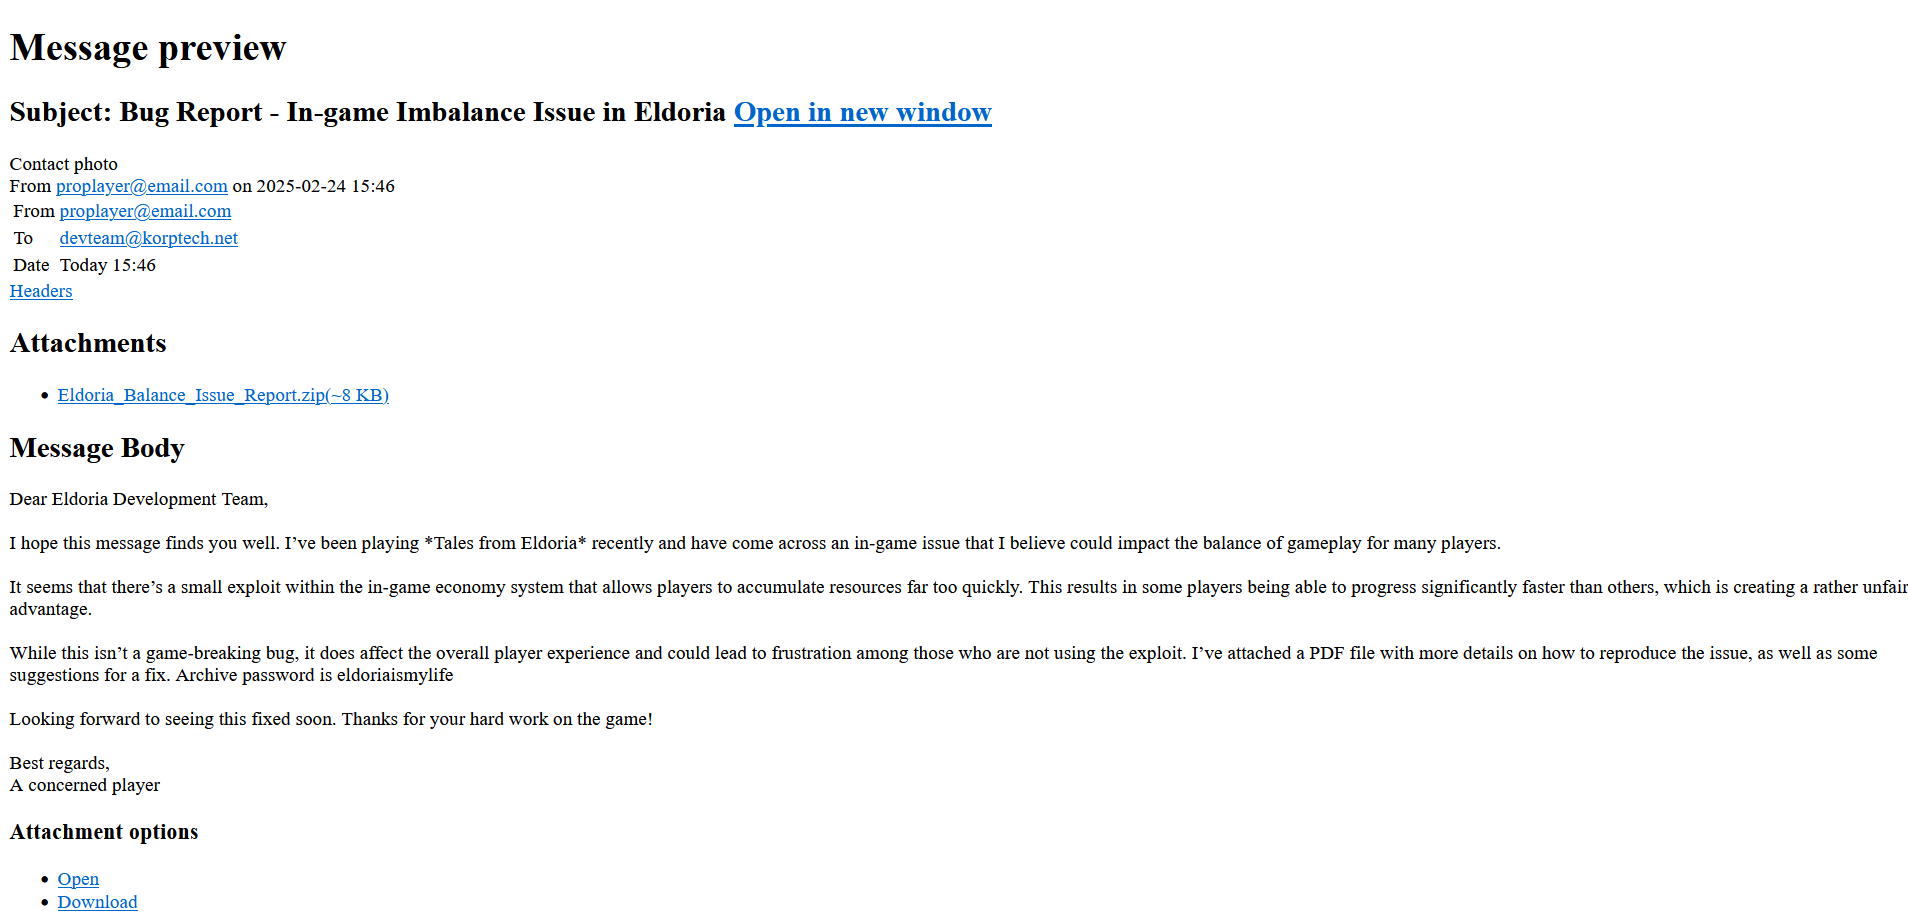 Message preview
Subject: Bug Report - In-game Imbalance Issue in Eldoria Open in new window
Contact photo
From proplayer@email.com on 2025-02-24 15:46
From proplayer@email.com
To devteam@korptech.net
Date Today 15:46
Headers
Attachments
• Eldoria_Balance_Issue_Report.zip(~8 KB)
Message Body
Dear Eldoria Development Team,
I hope this message finds you well. I’ve been playing *Tales from Eldoria* recently and have come across an in-game issue that I believe could impact the balance of gameplay for many players.
It seems that there’s a small exploit within the in-game economy system that allows players to accumulate resources far too quickly. This results in some players being able to progress significantly faster than others, which is creating a rather unfair
advantage.
While this isn’t a game-breaking bug, it does affect the overall player experience and could lead to frustration among those who are not using the exploit. I’ve attached a PDF file with more details on how to reproduce the issue, as well as some
suggestions for a fix. Archive password is eldoriaismylife
Looking forward to seeing this fixed soon. Thanks for your hard work on the game!
Best regards,
A concerned player
Attachment options
• Open
• Download